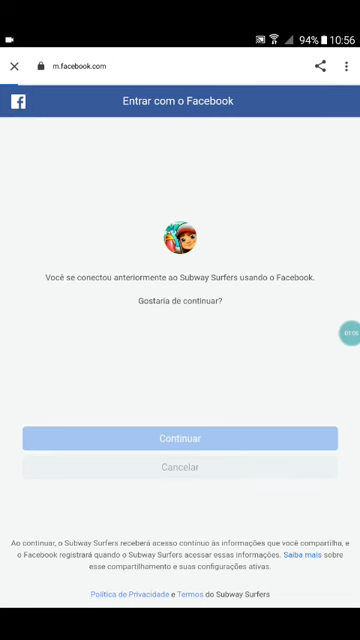 94% 10:56
m.facebook.com
Entrar com o Facebook
Você se conectou anteriormente ao Subway Surfers usando o Facebook.
Gostaria de continuar?
01:05
Continuar
Cancelar
Ao continuar, o Subway Surfers receberá acesso contínuo às informações que você compartilha, e
o Facebook registrará quando o Subway Surfers acessar essas informações. Saiba mais sobre
esse compartilhamento e suas configurações ativas.
Política de Privacidade e Termos do Subway Surfers